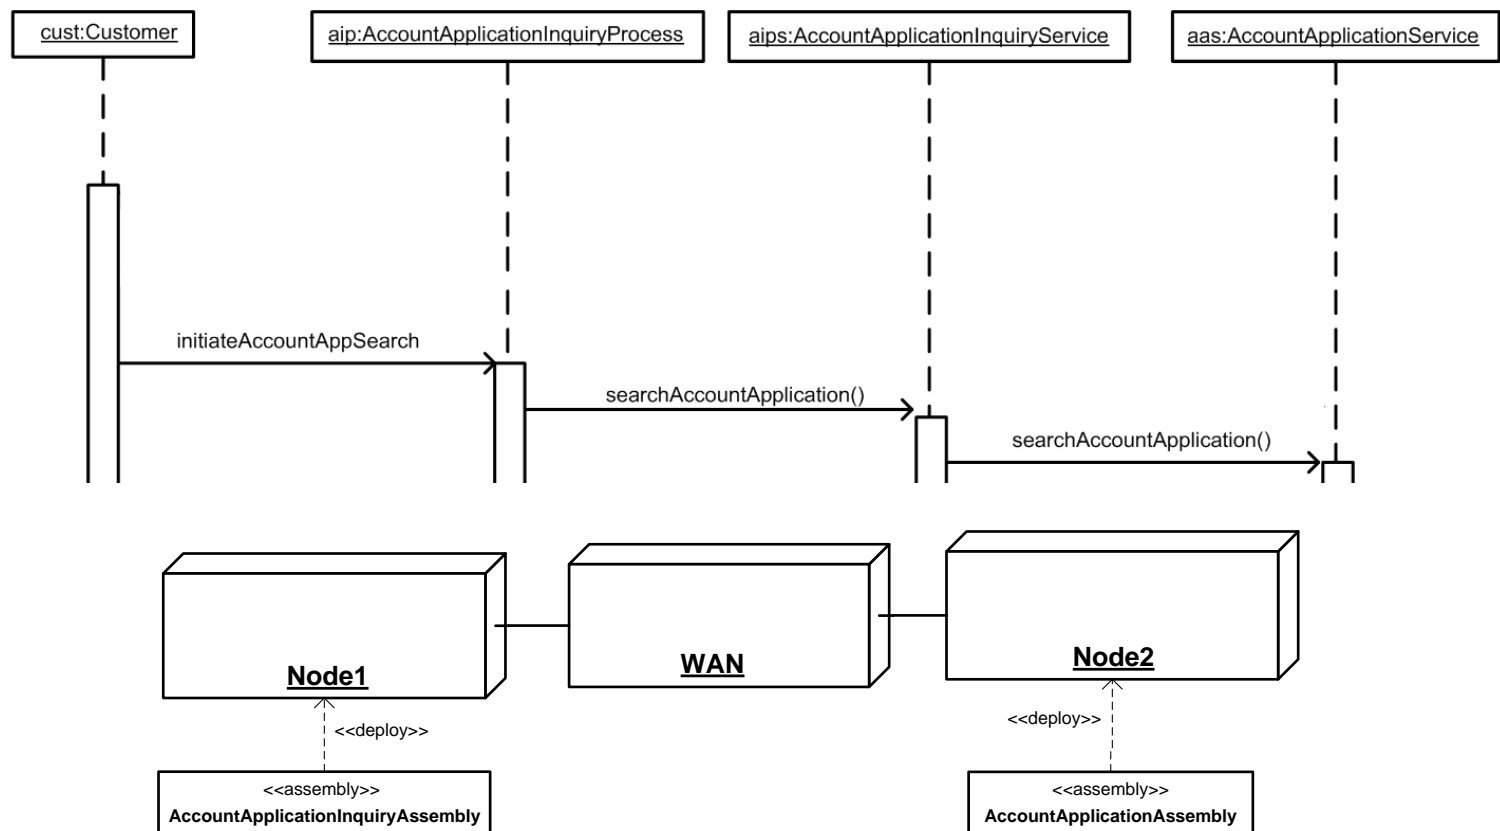 cust:Customer
aip:AccountApplicationInquiryProcess
aips:AccountApplicationInquiryService
aas:AccountApplicationService
initiateAccountAppSearch
searchAccountApplication()
searchAccountApplication()
Node1
WAN
Node2
<<deploy>>
<<deploy>>
<<assembly>>
AccountApplicationInquiryAssembly
<<assembly>>
AccountApplicationAssembly